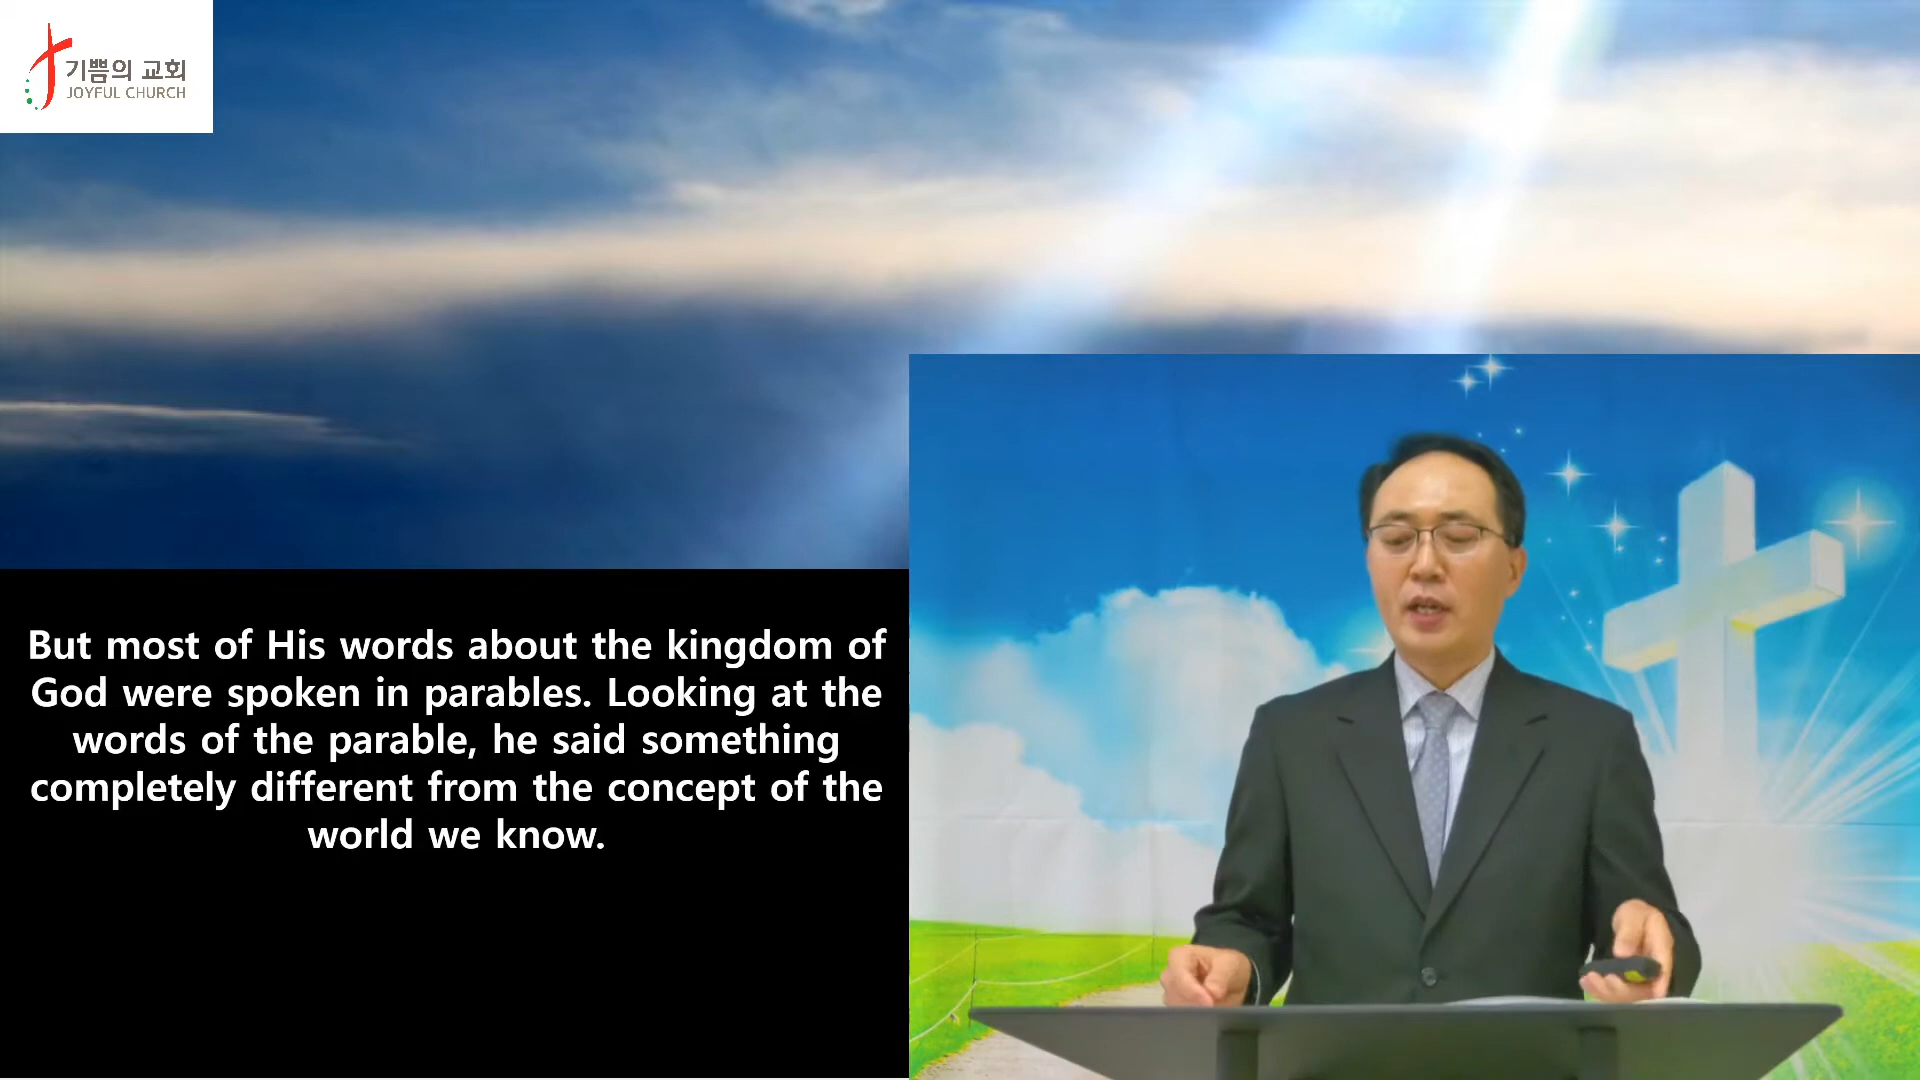 기쁨의 교회
JOYFUL CHURCH
But most of His words about the kingdom of
God were spoken in parables. Looking at the
words of the parable, he said something
completely different from the concept of the
world we know.